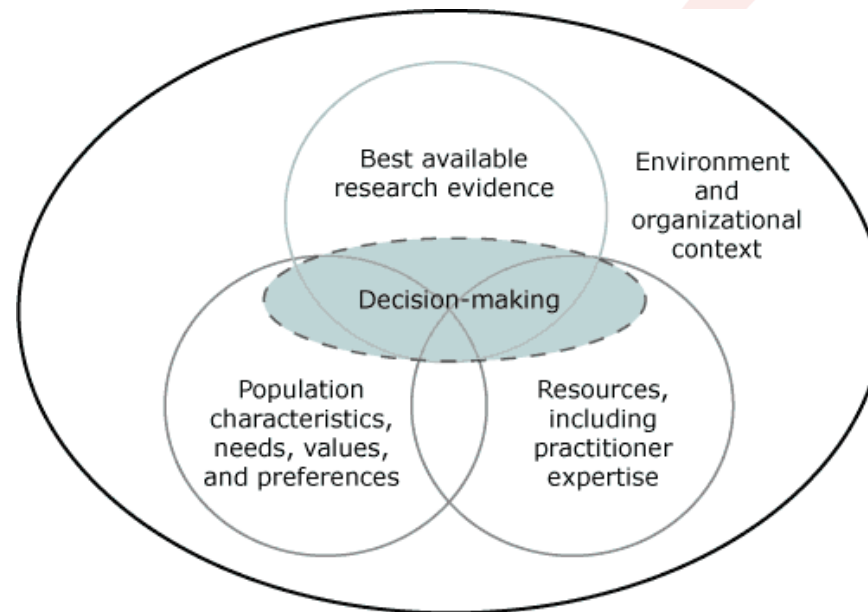 Best available
research evidence
Environment
and
organizational
context
Decision-making
Population
characteristics,
needs, values,
and preferences
Resources,
including
practitioner
expertise